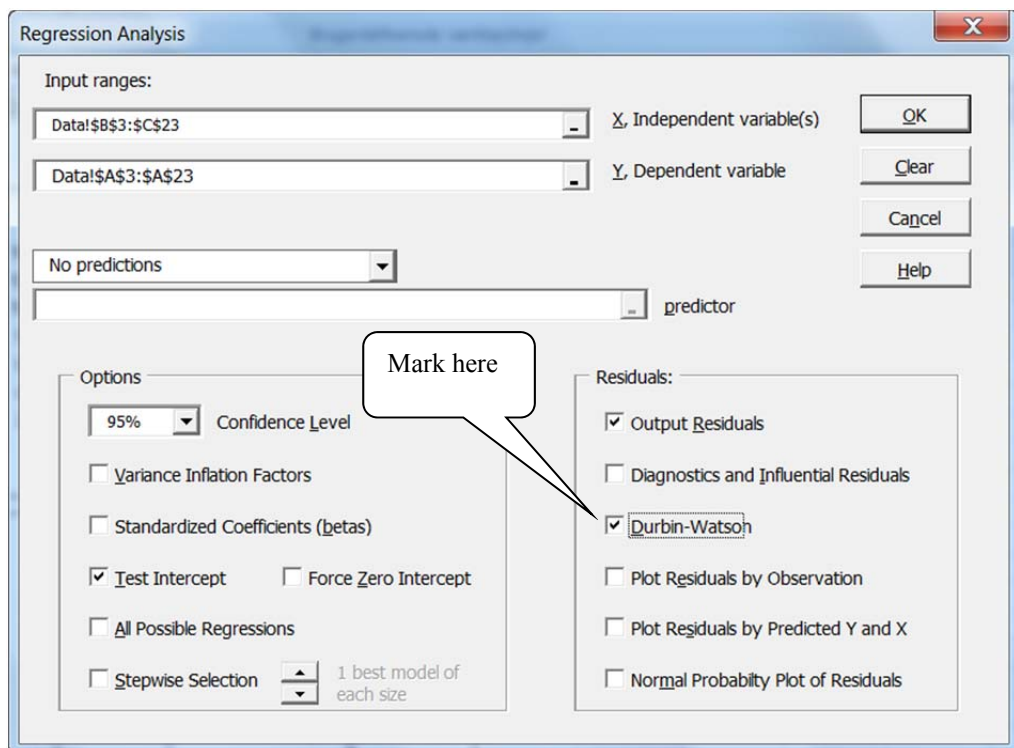 Regression Analysis
Input ranges:
Data!$B$3:$C$23
X, Independent variable(s)
OK
Data!$A$3:$A$23
Y, Dependent variable
Clear
Cancel
No predictions
Help
predictor
Mark here
Options
Residuals:
95%
Confidence Level
Output Residuals
Variance Inflation Factors
Diagnostics and Influential Residuals
Standardized Coefficients (betas)
Durbin-Watson
Test Intercept
Force Zero Intercept
Plot Residuals by Observation
All Possible Regressions
Plot Residuals by Predicted Y and X
Stepwise Selection
1 best model of
each size
Normal Probabilty Plot of Residuals